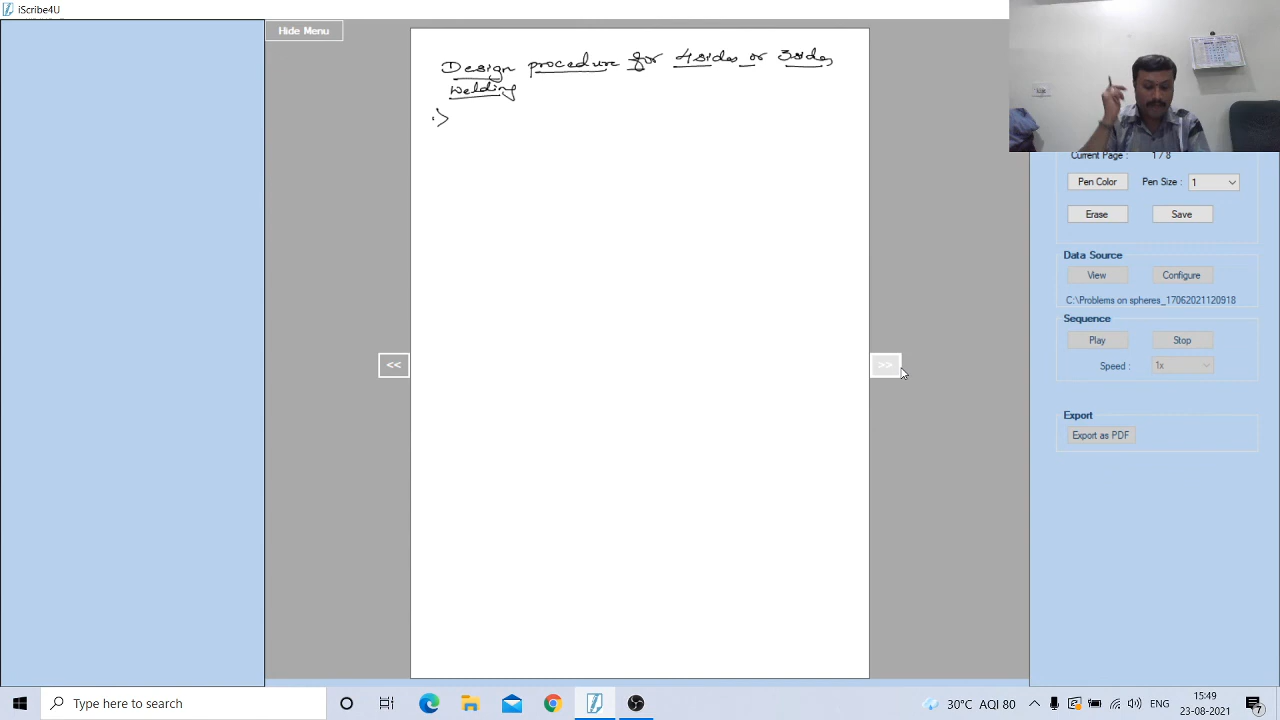 iScribe4U
Hide Menu
Design procedure for 4 sides or 3 sides
welding
:>
Current Page : 1 / 8
Pen Color Pen Size : 1
Erase Save
Data Source
View Configure
C:\Problems on spheres_17062021120918
Sequence
Play Stop
Speed : 1x
<< >>
Export
Export as PDF
Type here to search
30°C AQI 80
ENG
15:49
23-08-2021
7